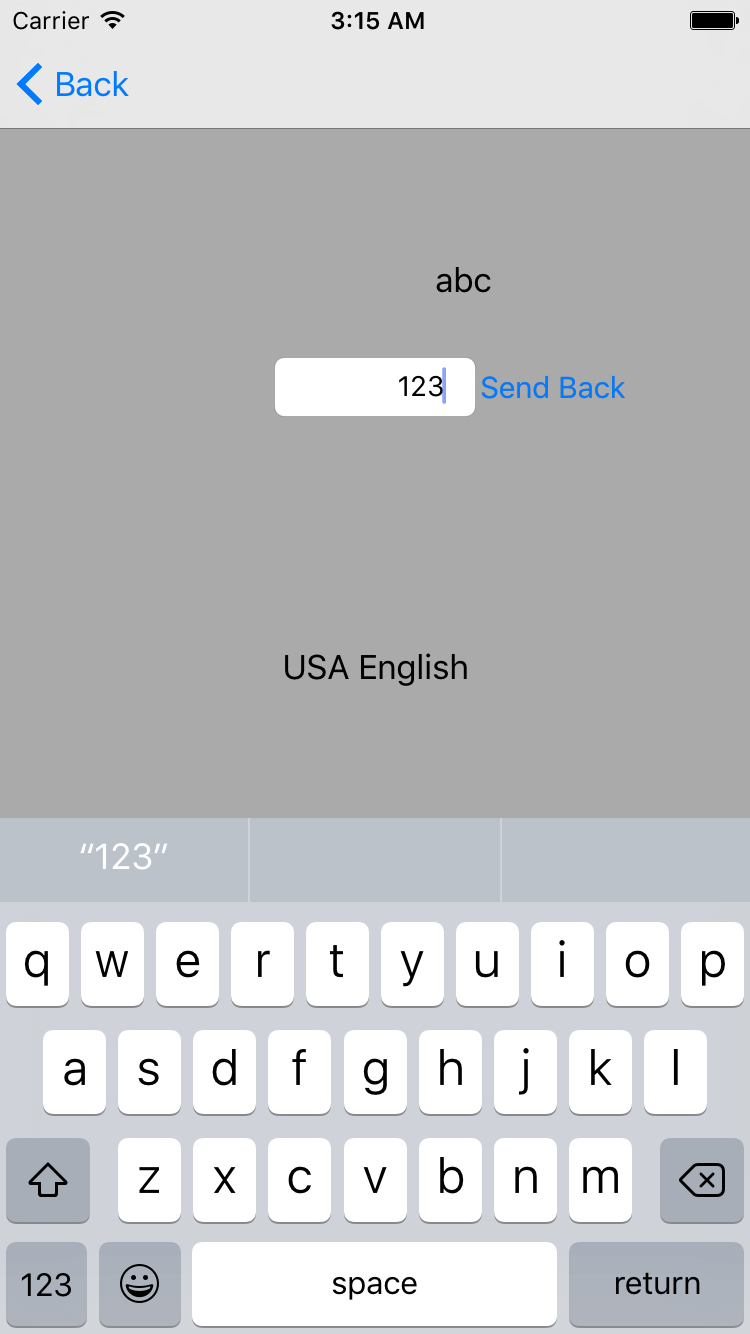 Carrier 3:15 AM
Back
abc
123 Send Back
USA English
“123”
q w e r t y u i o p
a s d f g h j k l
z x c v b n m
123 space return